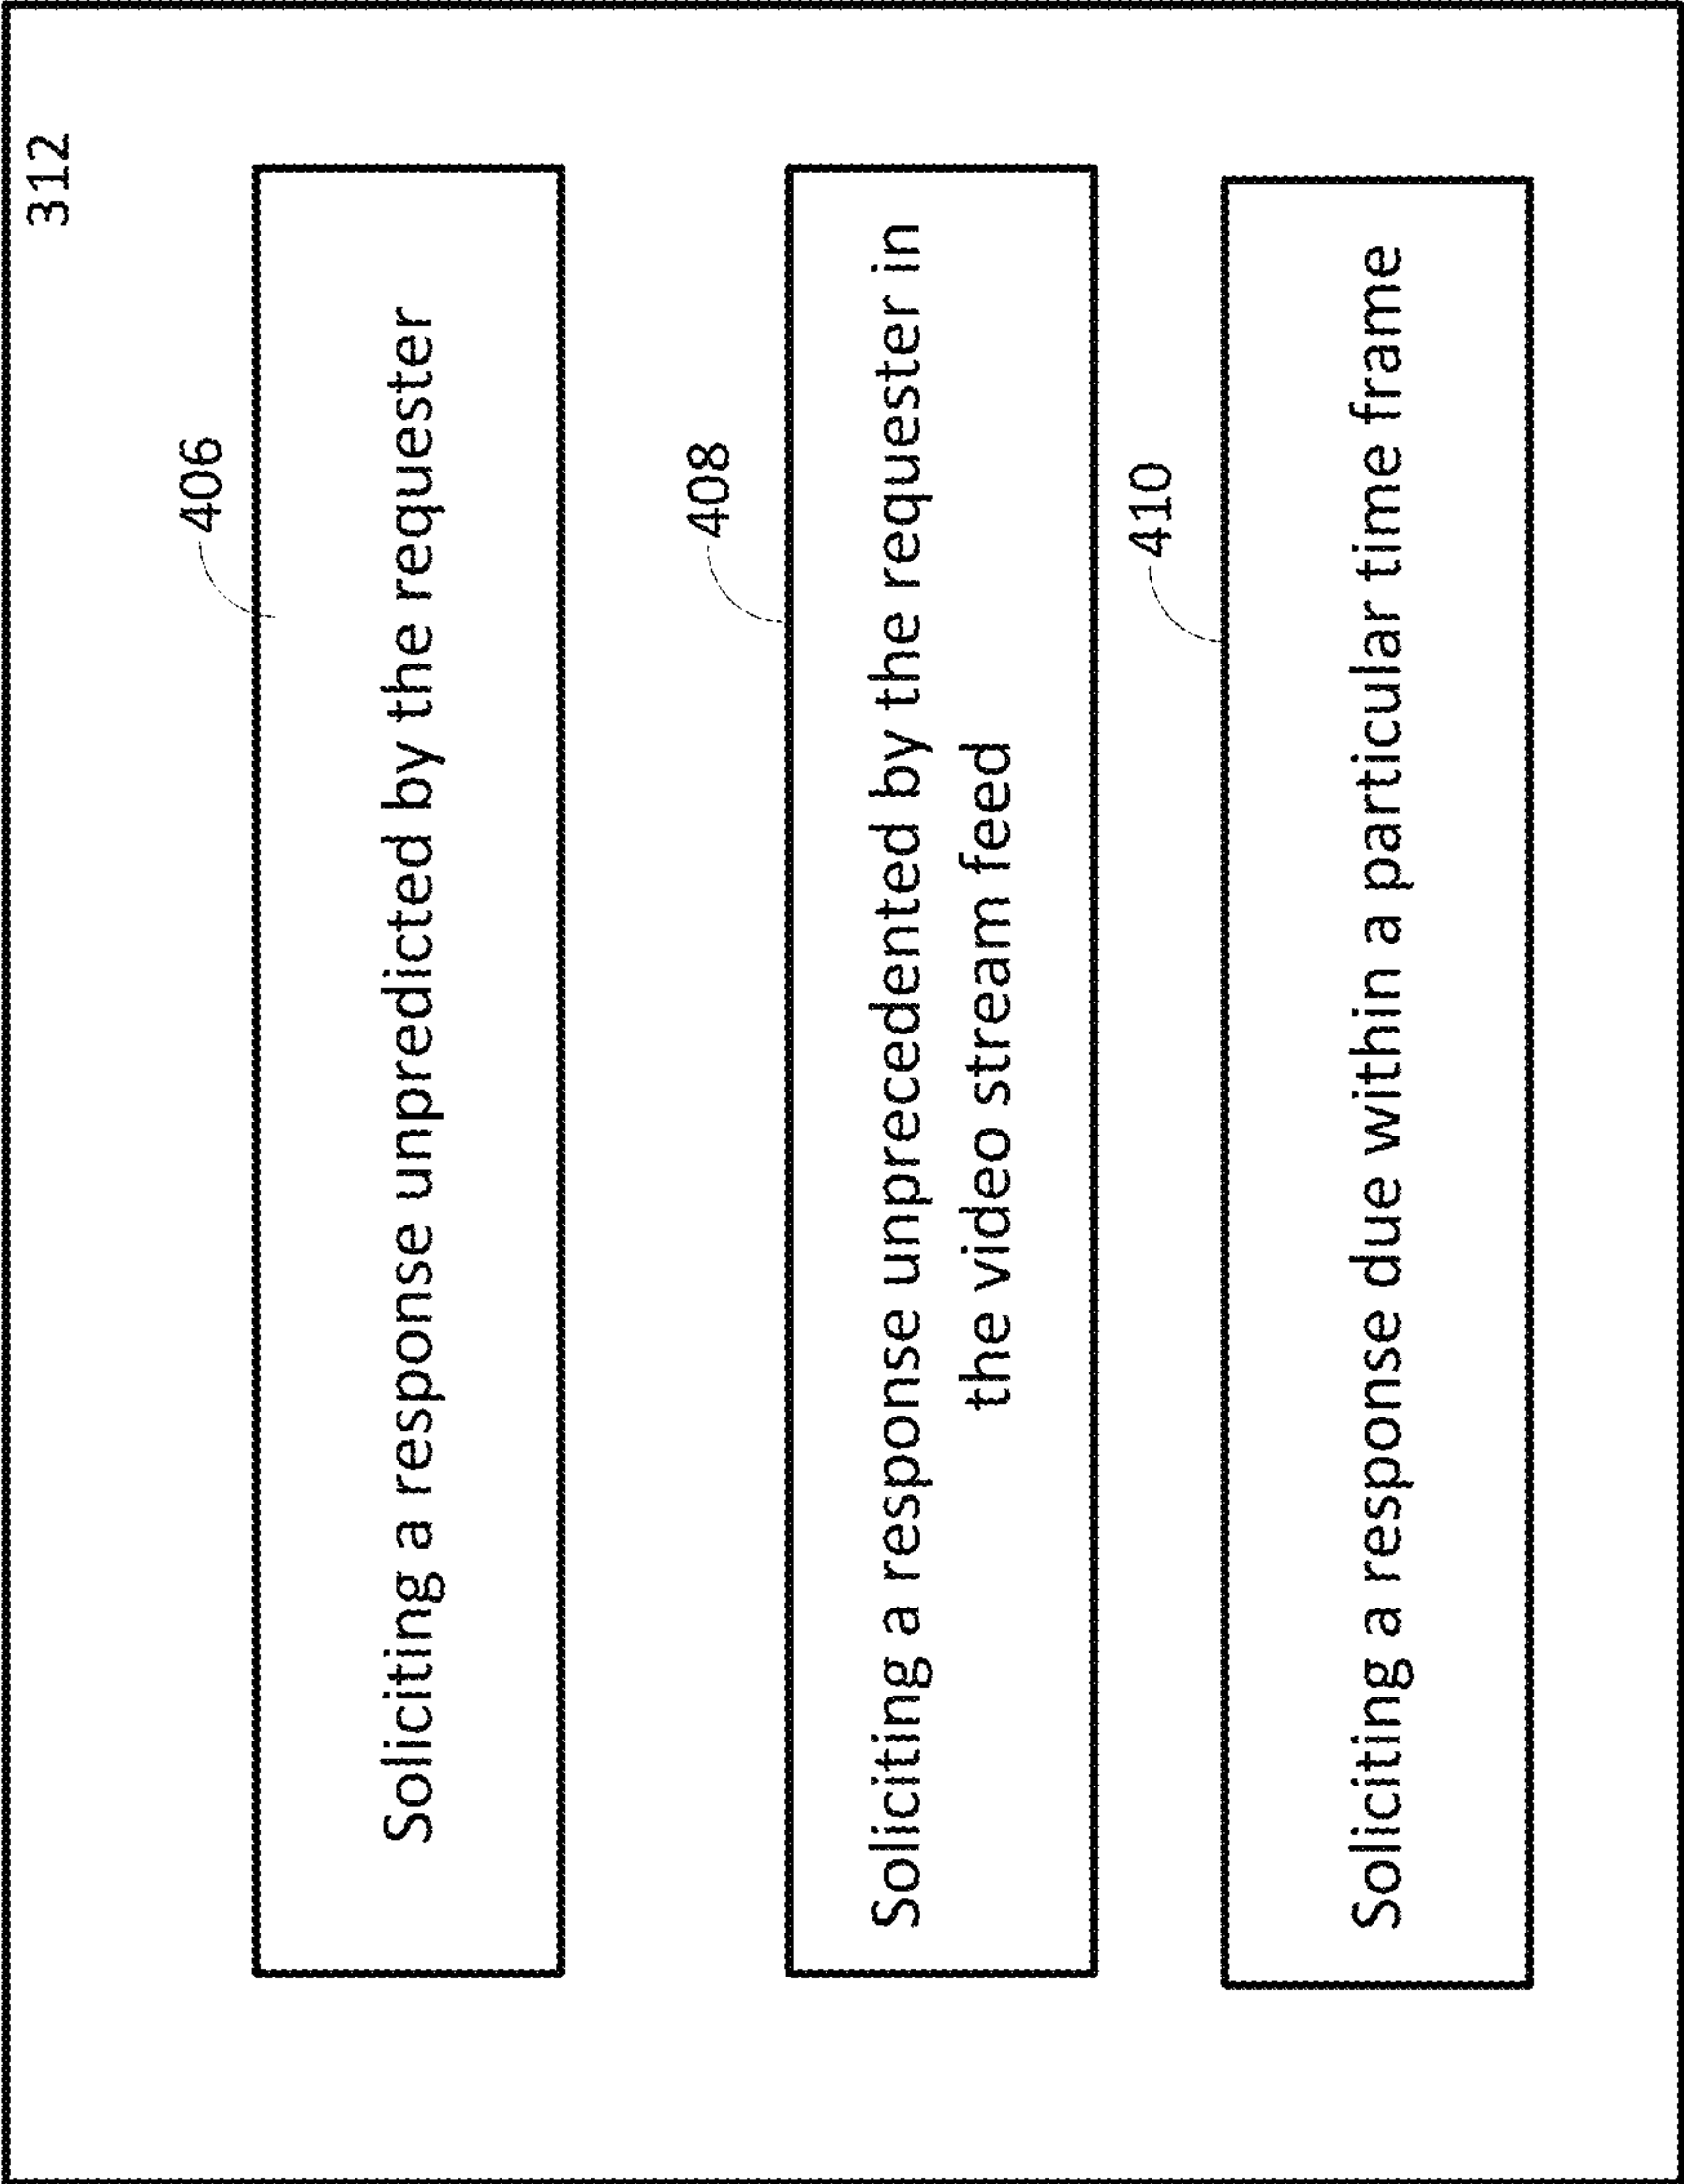 312
406
Soliciting a response unpredicted by the requester
408
Soliciting a response unprecedented by the requester in
the video stream feed
410
Soliciting a response due within a particular time frame